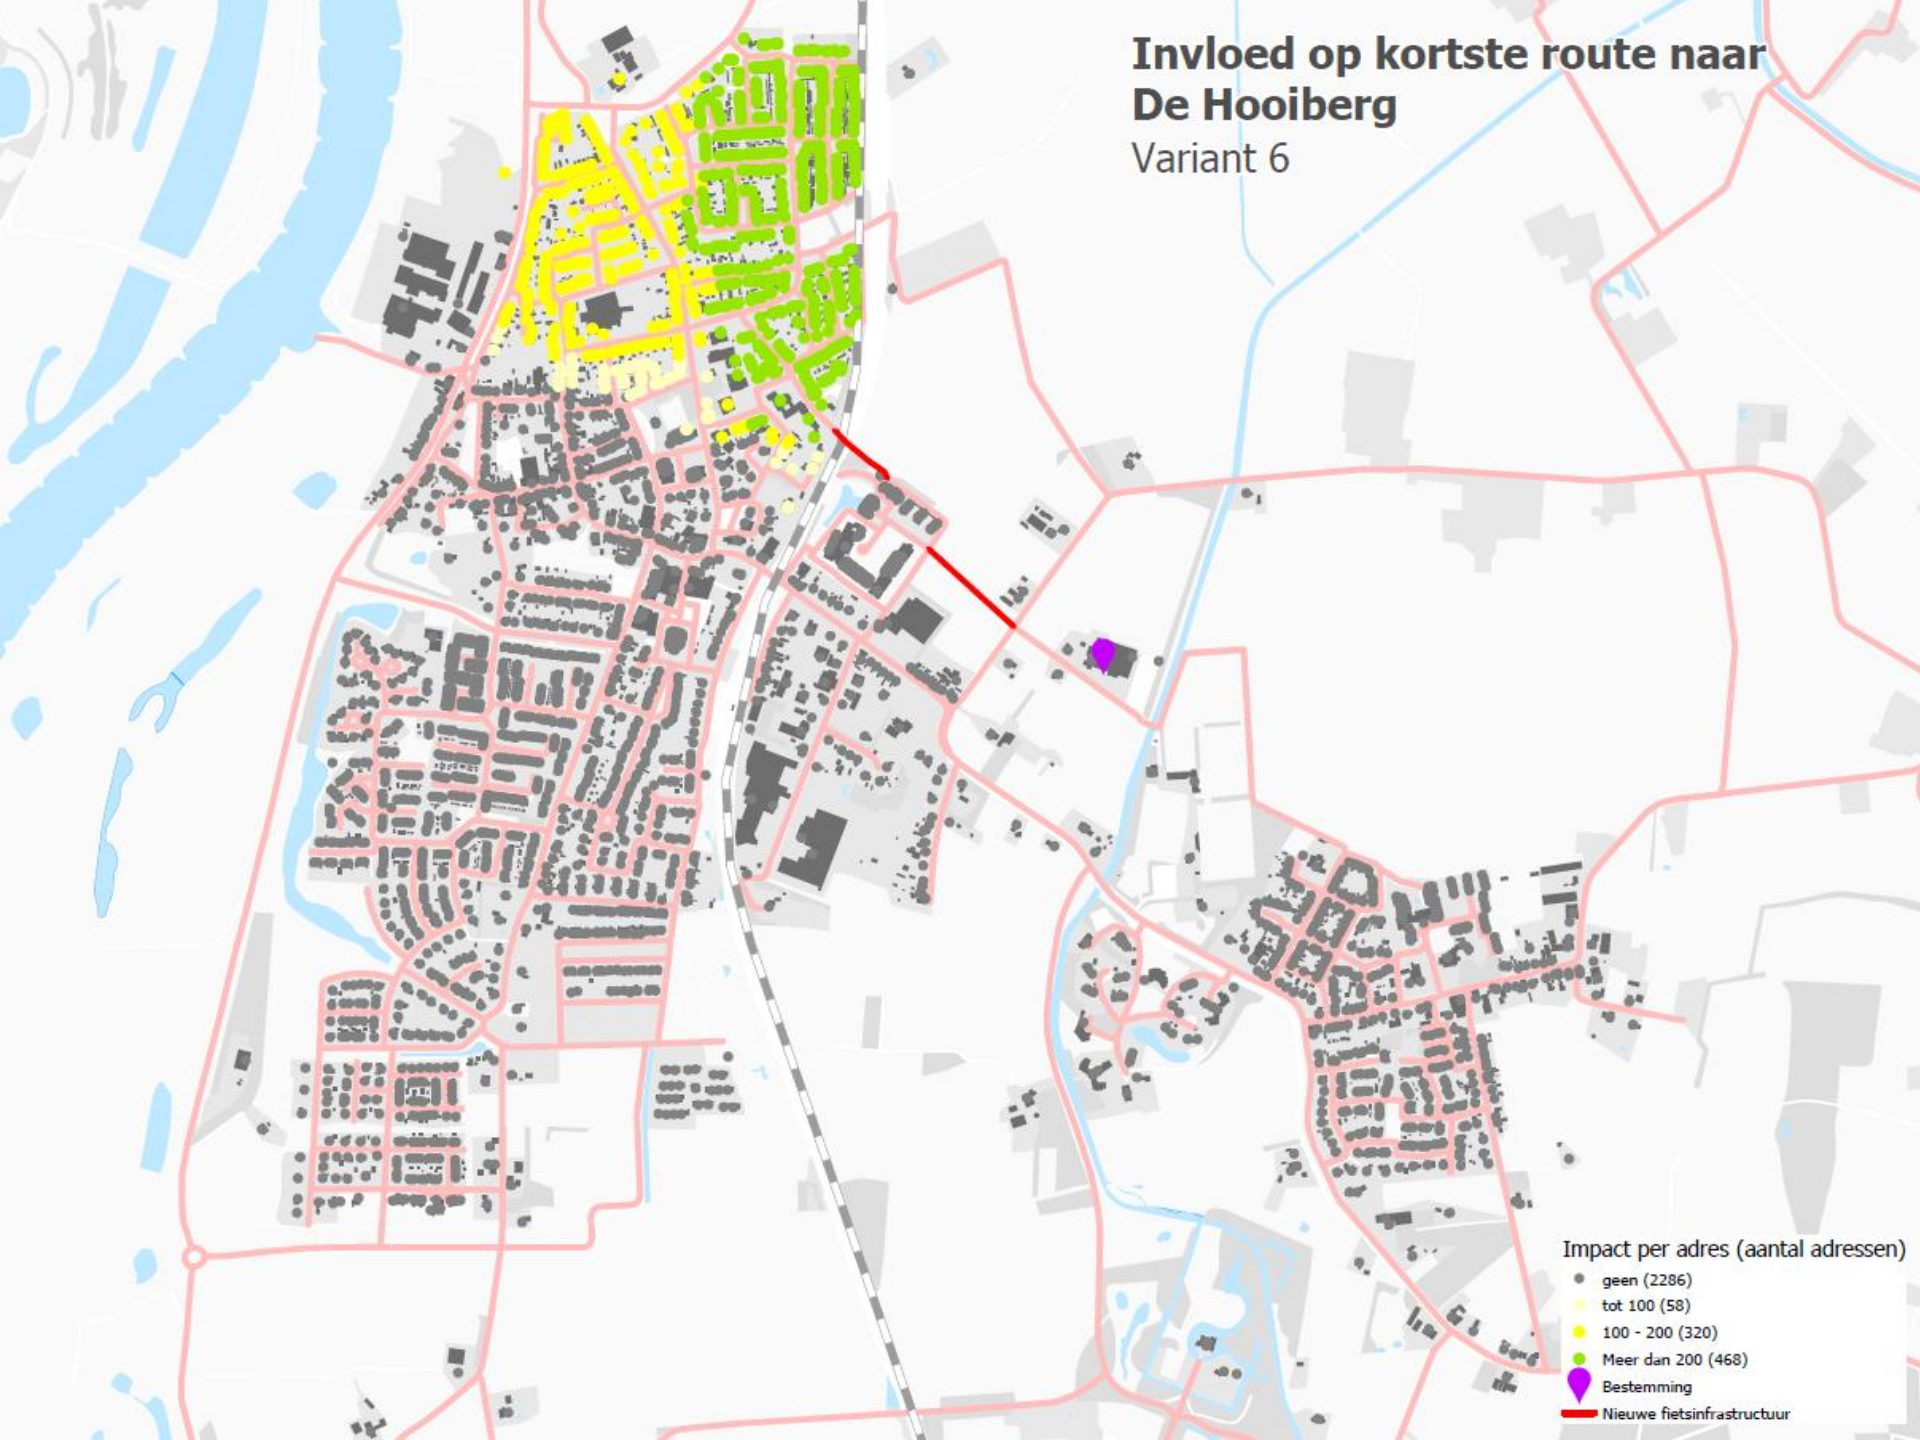 Invloed op kortste route naar
De Hooiberg
Variant 6
Impact per adres (aantal adressen)
geen (2286)
tot 100 (58)
100 - 200 (320)
Meer dan 200 (468)
Bestemming
Nieuwe fietsinfrastructuur